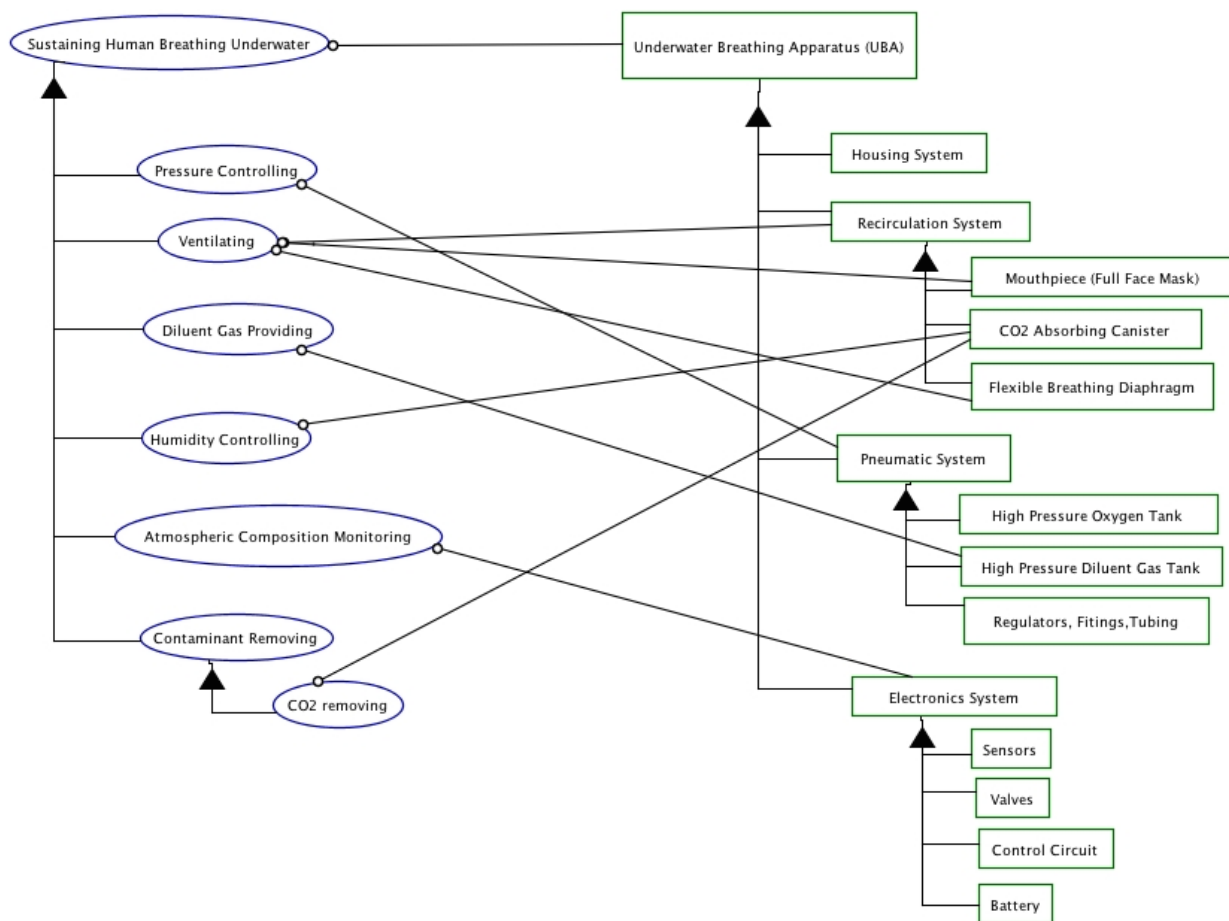 Sustaining Human Breathing Underwater
Underwater Breathing Apparatus (UBA)
Housing System
Pressure Controlling
Recirculation System
Ventilating
Mouthpiece (Full Face Mask)
Diluent Gas Providing
CO2 Absorbing Canister
Flexible Breathing Diaphragm
Humidity Controlling
Pneumatic System
High Pressure Oxygen Tank
Atmospheric Composition Monitoring
High Pressure Diluent Gas Tank
Regulators, Fitings,Tubing
Contaminant Removing
Electronics System
CO2 removing
Sensors
Valves
Control Circuit
Battery